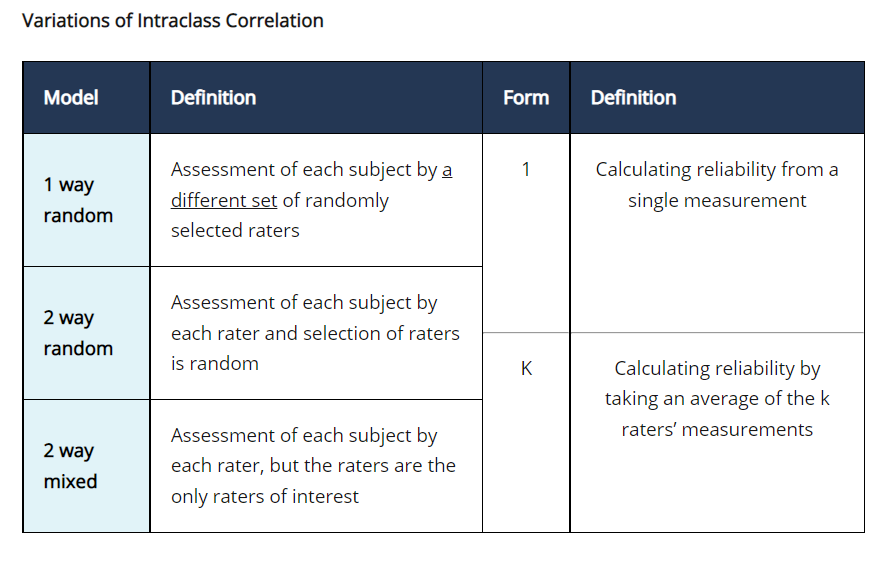 Variations of Intraclass Correlation
Model
Definition
Form
Definition
1 way
random
Assessment of each subject by a
different set of randomly
selected raters
2 way
random
Assessment of each subject by
each rater and selection of raters
is random
2 way
mixed
Assessment of each subject by
each rater, but the raters are the
only raters of interest
1
Calculating reliability from a
single measurement
K
Calculating reliability by
taking an average of the k
raters’ measurements